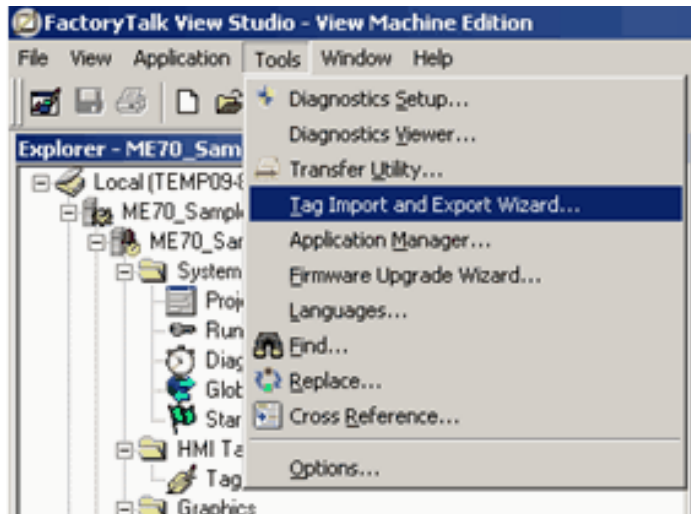 FactoryTalk View Studio - View Machine Edition
File View Application Tools Window Help
Diagnostics Setup...
Diagnostics Viewer...
Explorer - ME70_Sam
Transfer Utility...
Local (TEMP09-
Tag Import and Export Wizard...
ME70_Sampl
Application Manager...
ME70_Sar
Firmware Upgrade Wizard...
System
Languages...
Proj
Find...
Run
Replace...
Diag
Cross Reference...
Glob
Star
HMI Ta
Options...
Tag
Graphics